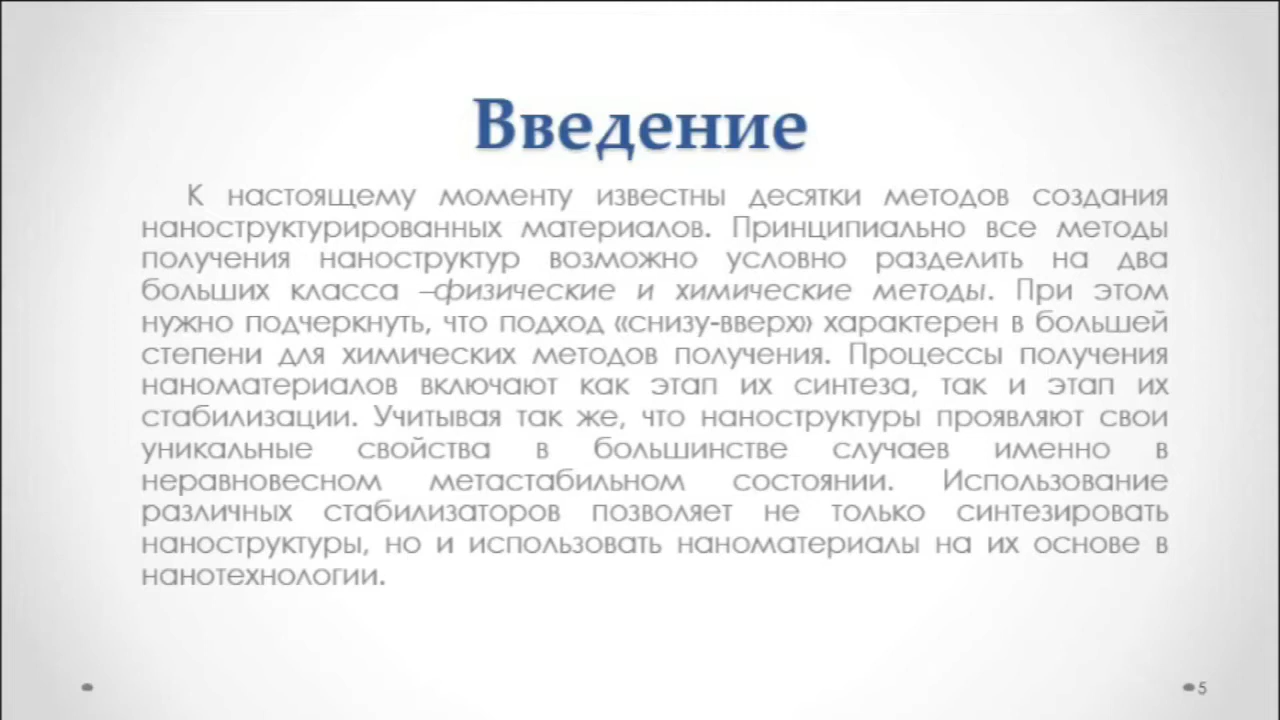 Введение
К настоящему моменту известны десятки методов создания
наноструктурированных материалов. Принципиально все методы
получения наноструктур возможно условно разделить на два
больших класса –физические и химические методы. При этом
нужно подчеркнуть, что подход «снизу-вверх» характерен в большей
степени для химических методов получения. Процессы получения
наноматериалов включают как этап их синтеза, так и этап их
стабилизации. Учитывая так же, что наноструктуры проявляют свои
уникальные свойства в большинстве случаев именно в
неравновесном метастабильном состоянии. Использование
различных стабилизаторов позволяет не только синтезировать
наноструктуры, но и использовать наноматериалы на их основе в
нанотехнологии.
5